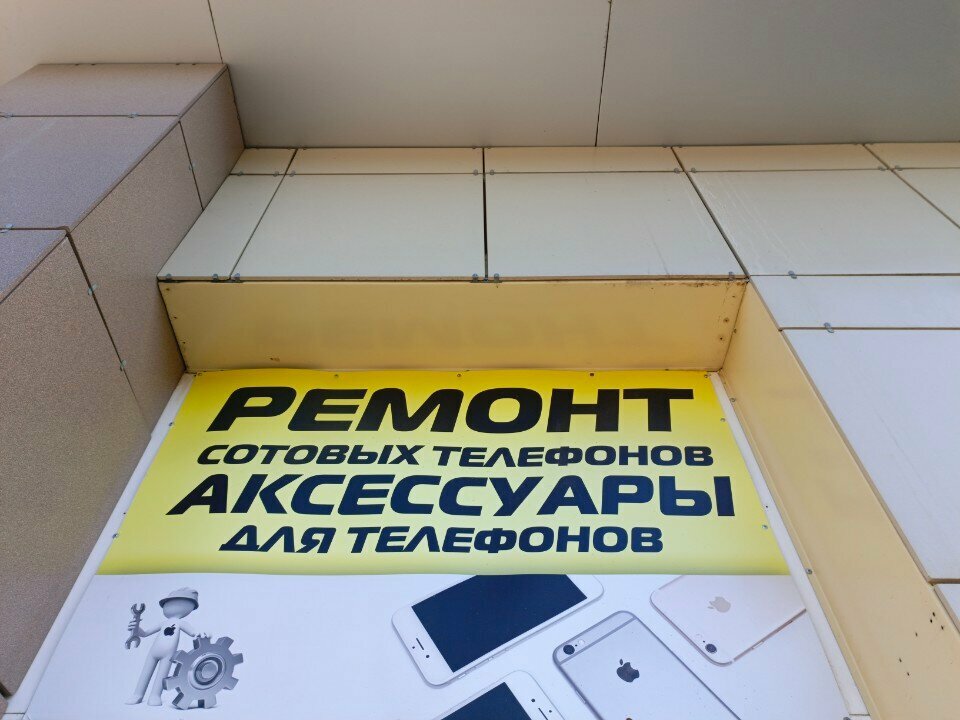 РЕМОНТ
СОТОВЫХ ТЕЛЕФОНОВ
АКСЕССУАРЫ
ДЛЯ ТЕЛЕФОНОВ